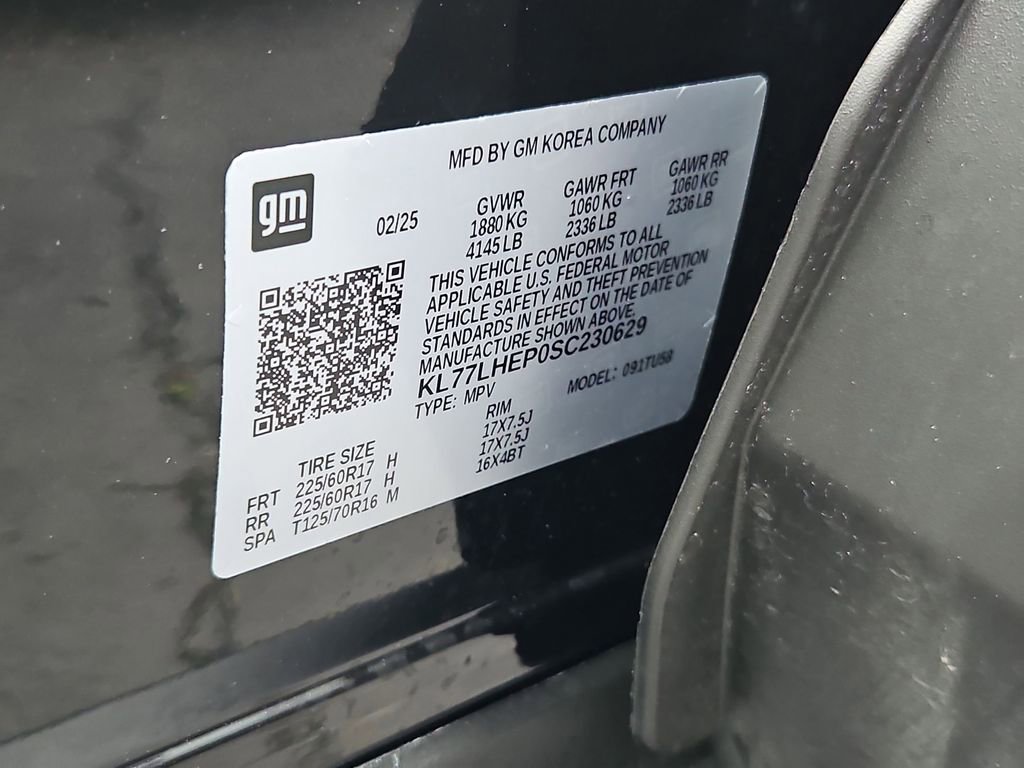 MFD BY GM KOREA COMPANY
gm
02/25
GVWR
1880 KG
4145 LB
GAWR FRT
1060 KG
2336 LB
GAWR RR
1060 KG
2336 LB
THIS VEHICLE CONFORMS TO ALL
APPLICABLE U.S. FEDERAL MOTOR
VEHICLE SAFETY AND THEFT PREVENTION
STANDARDS IN EFFECT ON THE DATE OF
MANUFACTURE SHOWN ABOVE.
KL77LHEP0SC230629
TYPE: MPV
MODEL: 091TU58
TIRE SIZE
RIM
FRT 225/60R17 H 17X7.5J
RR 225/60R17 H 17X7.5J
SPA T125/70R16 M 16X4BT